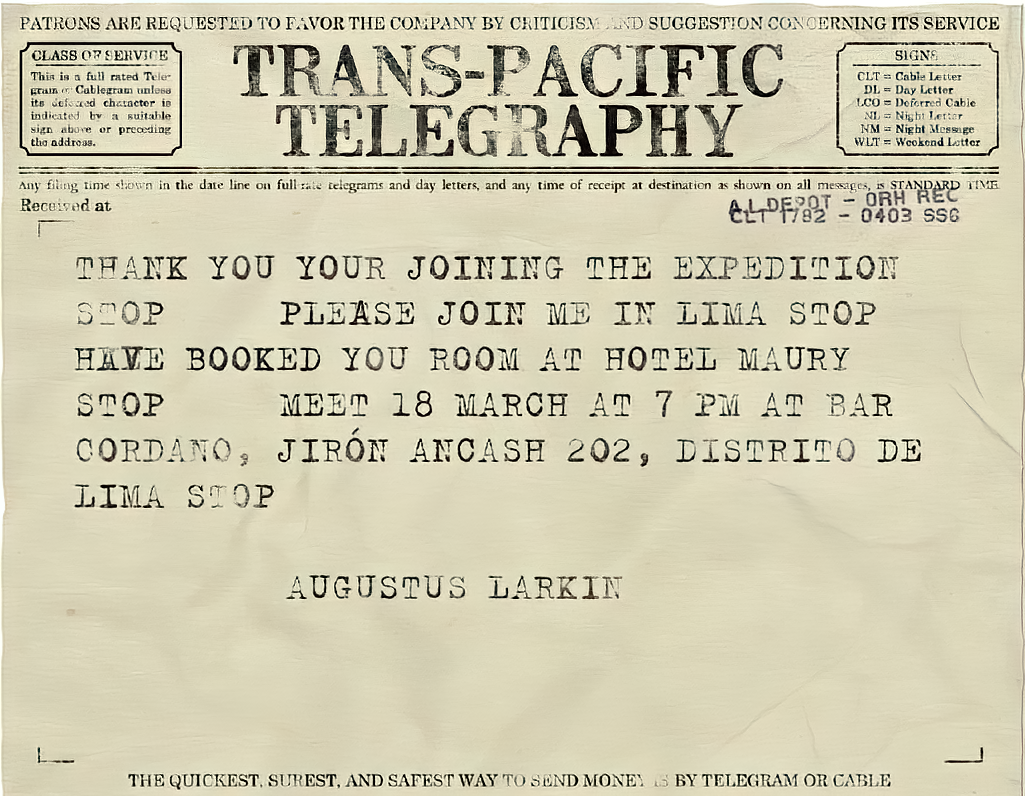 PATRONS ARE REQUESTED TO FAVOR THE COMPANY BY CRITICISM AND SUGGESTION CONCERNING ITS SERVICE
CLASS OF SERVICE
This is a full rated Tele-
gram or Cablegram unless
its deferred character is
indicated by a suitable
sign above or preceding
the address.
TRANS-PACIFIC
TELEGRAPHY
SIGNS
CLT = Cable Letter
DL = Day Letter
LCO = Deferred Cable
NL = Night Letter
NM = Night Message
WLT = Weekend Letter
Any filing time shown in the date line on full-rate telegrams and day letters, and any time of receipt at destination as shown on all messages, is STANDARD TIME.
Received at
A.L.DEPOT - ORH REC
CLT 1782 - 0403 SSG
THANK YOU YOUR JOINING THE EXPEDITION
STOP PLEASE JOIN ME IN LIMA STOP
HAVE BOOKED YOU ROOM AT HOTEL MAURY
STOP MEET 18 MARCH AT 7 PM AT BAR
CORDANO, JIRÓN ANCASH 202, DISTRITO DE
LIMA STOP
AUGUSTUS LARKIN
THE QUICKEST, SUREST, AND SAFEST WAY TO SEND MONEY IS BY TELEGRAM OR CABLE